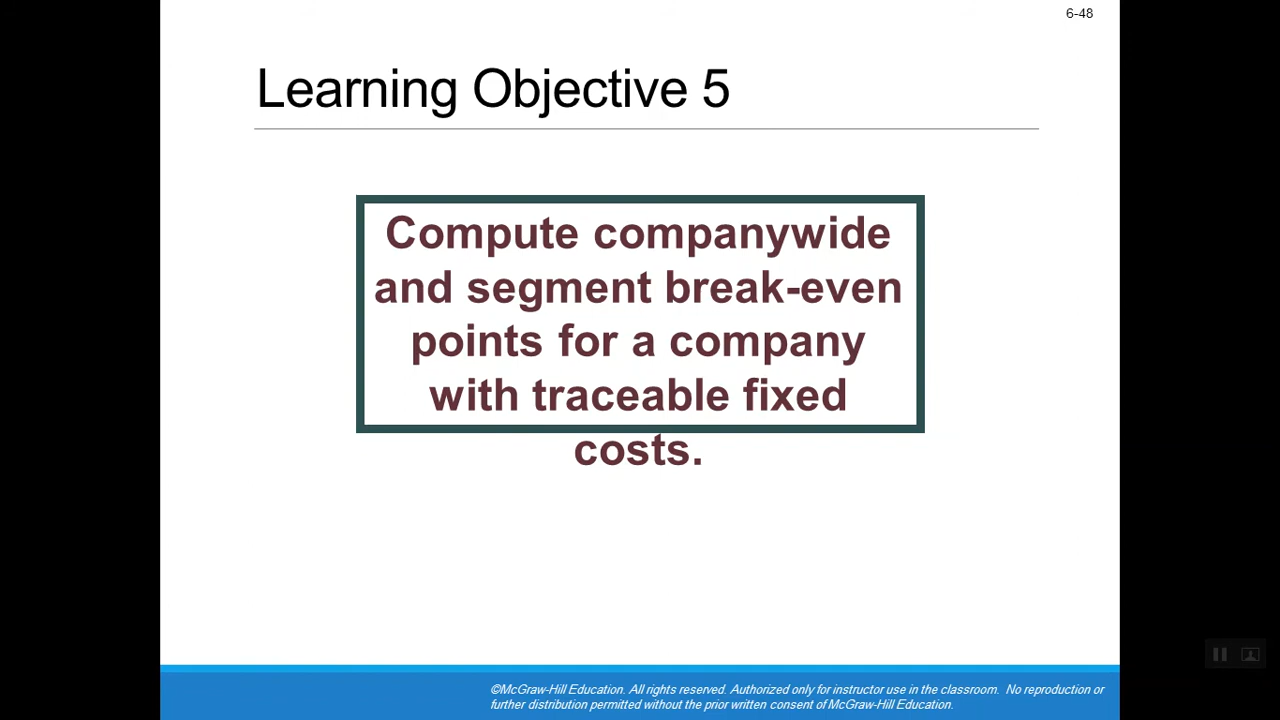 6-48
Learning Objective 5
Compute companywide
and segment break-even
points for a company
with traceable fixed
costs.
©McGraw-Hill Education. All rights reserved. Authorized only for instructor use in the classroom. No reproduction or
further distribution permitted without the prior written consent of McGraw-Hill Education.